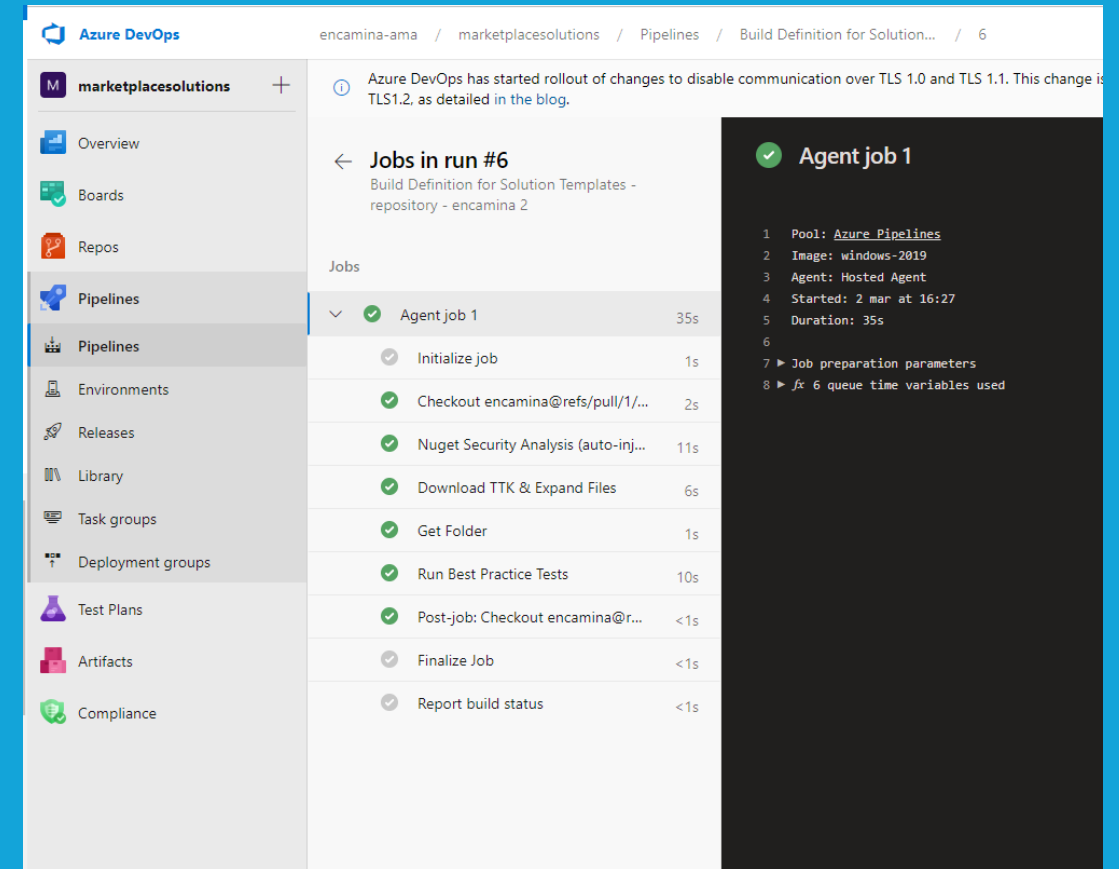 Azure DevOps
encamina-ama / marketplacesolutions / Pipelines / Build Definition for Solution... / 6
M marketplacesolutions
Overview
Boards
Repos
Pipelines
Pipelines
Environments
Releases
Library
Task groups
Deployment groups
Test Plans
Artifacts
Compliance
Azure DevOps has started rollout of changes to disable communication over TLS 1.0 and TLS 1.1. This change is
TLS1.2, as detailed in the blog.
Jobs in run #6
Build Definition for Solution Templates -
repository - encamina 2
Jobs
Agent job 1 35s
Initialize job 1s
Checkout encamina@refs/pull/1/... 2s
Nuget Security Analysis (auto-inj... 11s
Download TTK & Expand Files 6s
Get Folder 1s
Run Best Practice Tests 10s
Post-job: Checkout encamina@r... <1s
Finalize Job <1s
Report build status <1s
Agent job 1
1 Pool: Azure Pipelines
2 Image: windows-2019
3 Agent: Hosted Agent
4 Started: 2 mar at 16:27
5 Duration: 35s
6
7 ▶ Job preparation parameters
8 ▶ fx 6 queue time variables used